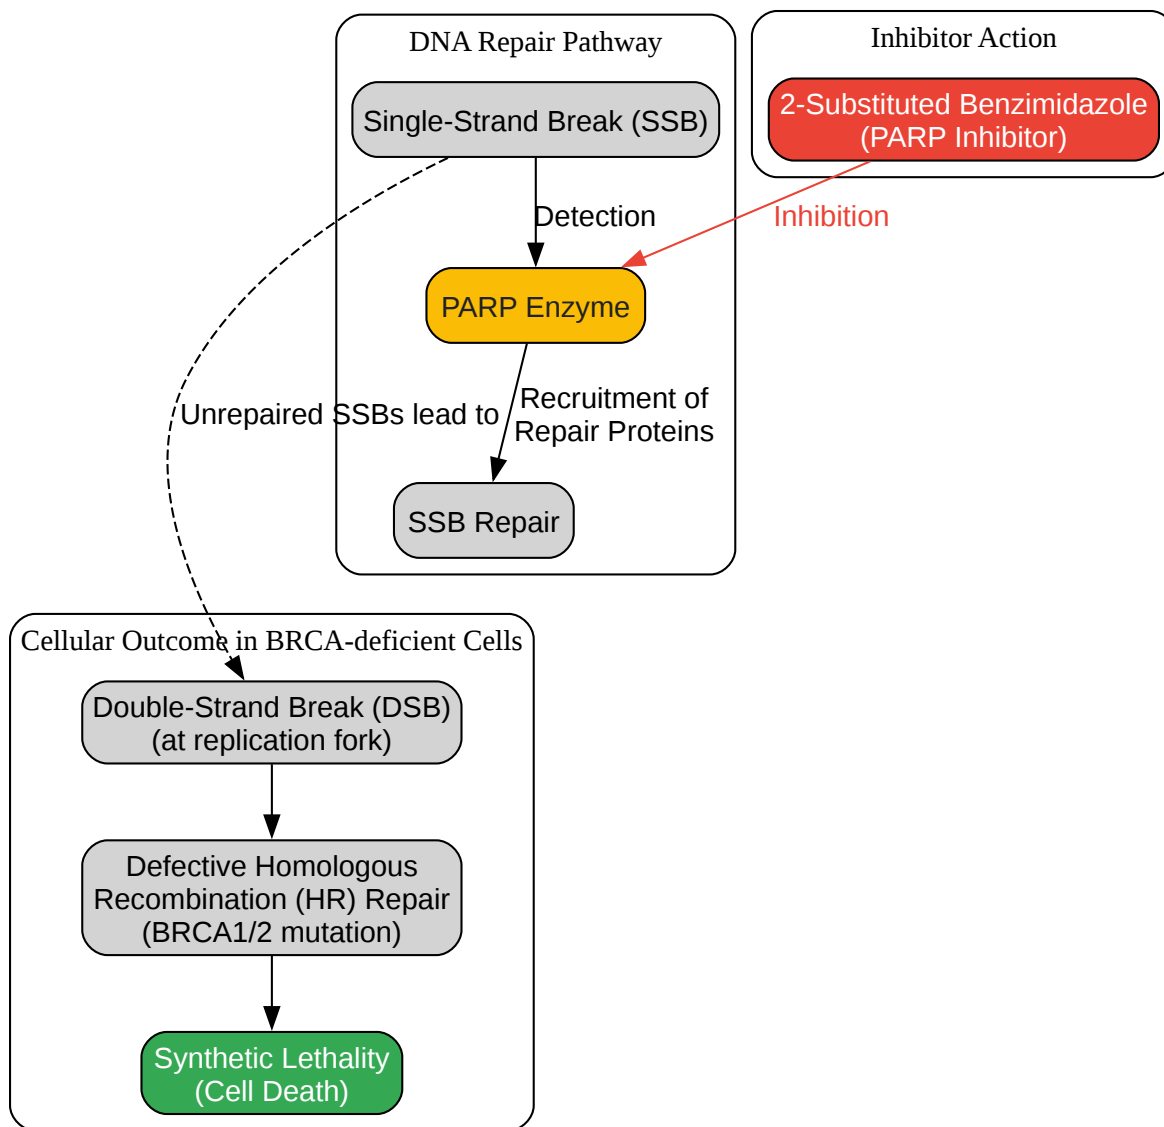 DNA Repair Pathway
Single-Strand Break (SSB)
Detection
PARP Enzyme
Recruitment of
Repair Proteins
SSB Repair
Inhibitor Action
2-Substituted Benzimidazole
(PARP Inhibitor)
Inhibition
Unrepaired SSBs lead to
Cellular Outcome in BRCA-deficient Cells
Double-Strand Break (DSB)
(at replication fork)
Defective Homologous
Recombination (HR) Repair
(BRCA1/2 mutation)
Synthetic Lethality
(Cell Death)